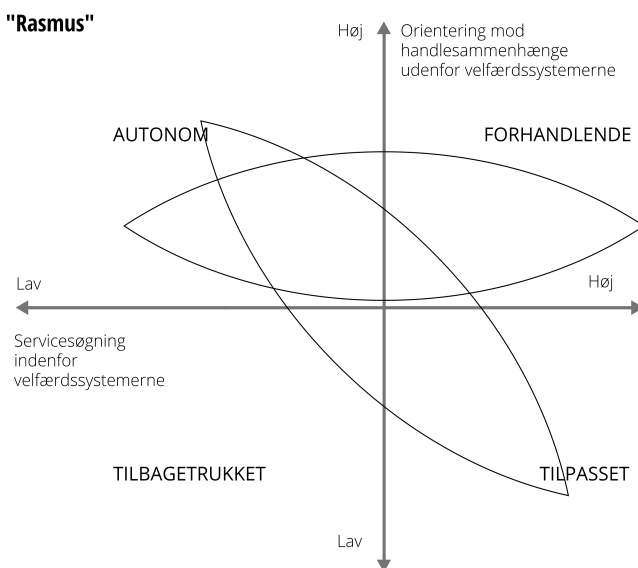 "Rasmus"
Høj
Orientering mod
handlesammenhænge
udenfor velfærdssystemerne
AUTONOM
FORHANDLENDE
Lav
Høj
Servicesøgning
indenfor
velfærdssystemerne
TILBAGETRUKKET
TILPASSET
Lav